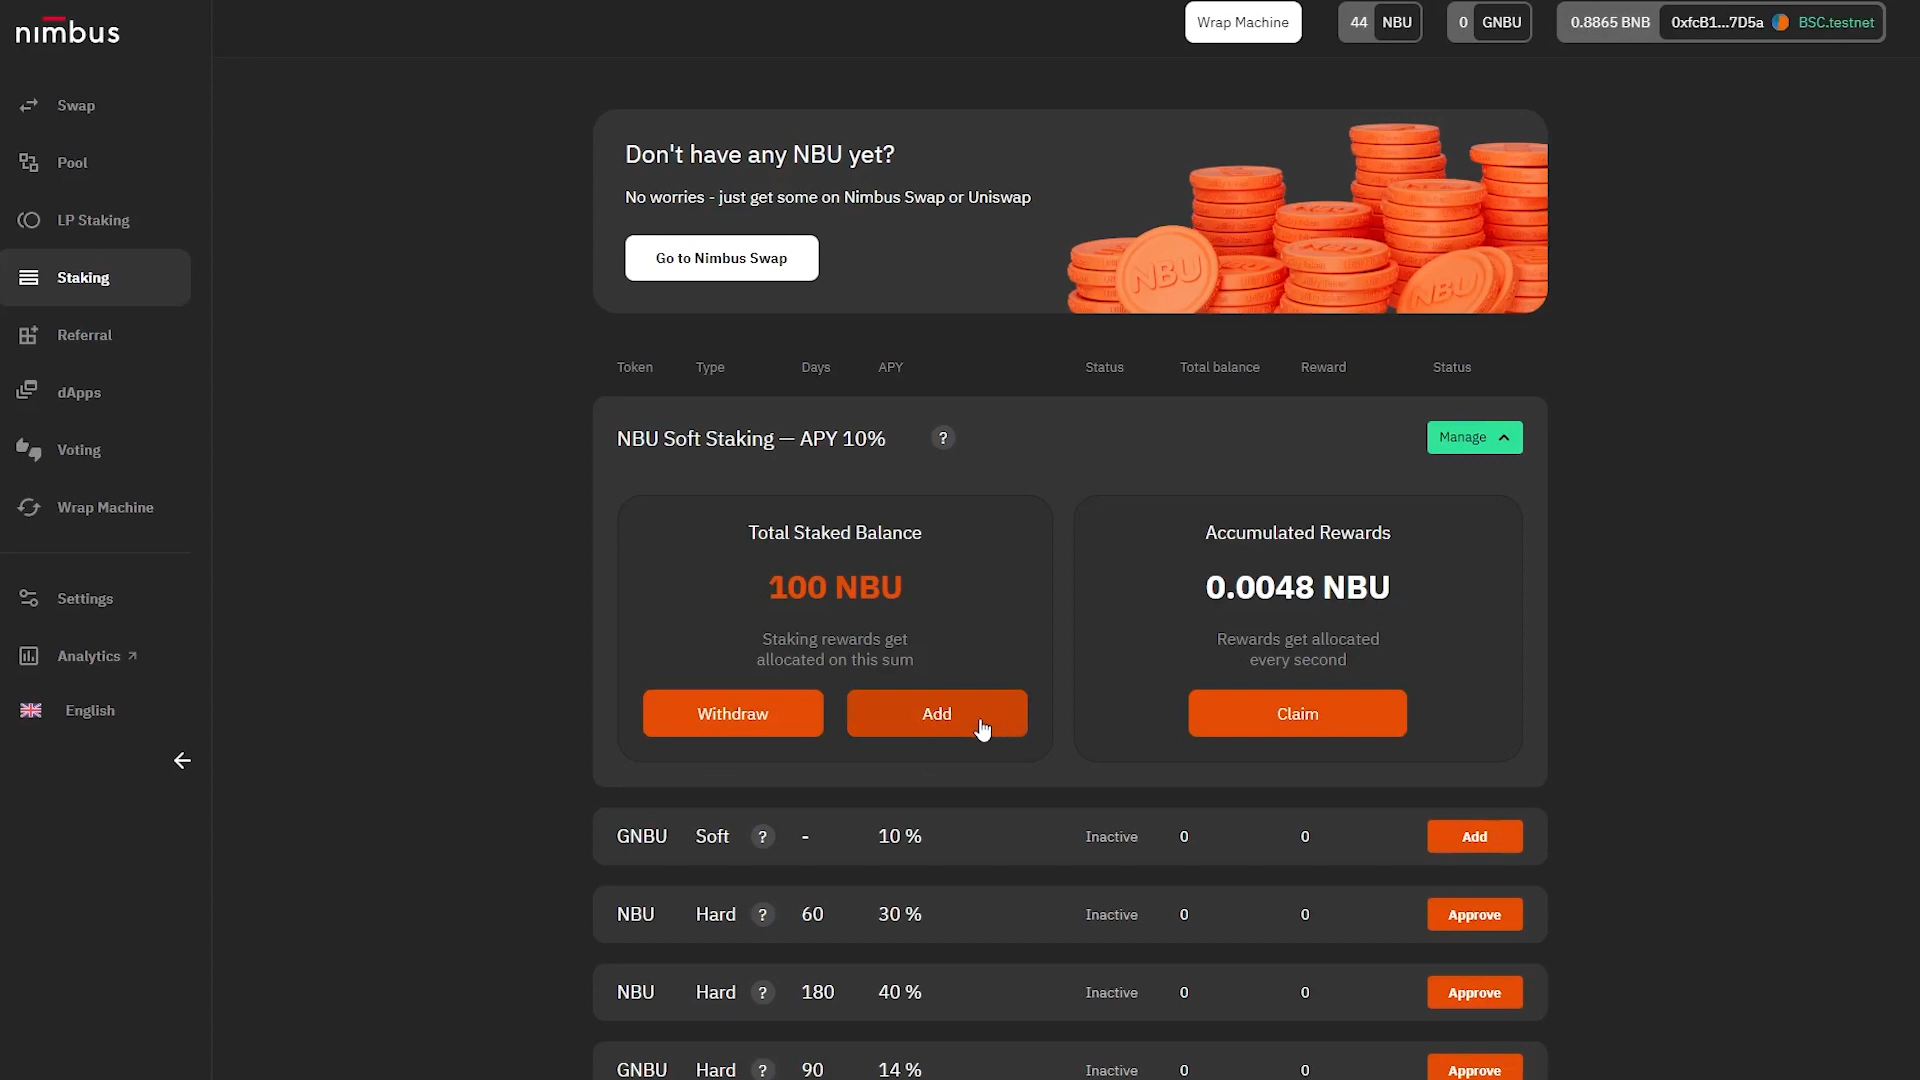 nimbus
Wrap Machine
44 NBU
0 GNBU
0.8865 BNB 0xfcB1...7D5a BSC.testnet
Swap
Pool
LP Staking
Staking
Referral
dApps
Voting
Wrap Machine
Settings
Analytics ↗
English
Don't have any NBU yet?
No worries - just get some on Nimbus Swap or Uniswap
Go to Nimbus Swap
NBU
NBU
Token Type Days APY Status Total balance Reward Status
NBU Soft Staking — APY 10% ? Manage
Total Staked Balance
100 NBU
Staking rewards get
allocated on this sum
Withdraw Add
Accumulated Rewards
0.0048 NBU
Rewards get allocated
every second
Claim
GNBU Soft ? - 10 % Inactive 0 0 Add
NBU Hard ? 60 30 % Inactive 0 0 Approve
NBU Hard ? 180 40 % Inactive 0 0 Approve
GNBU Hard ? 90 14 % Inactive 0 0 Approve